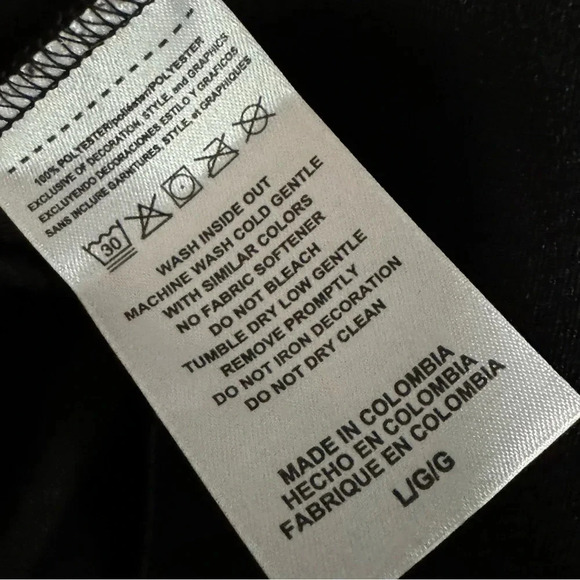 100% POLYESTER/poliéster/POLYESTER
EXCLUSIVE OF DECORATION, STYLE, and GRAPHICS
EXCLUYENDO DECORACIONES ESTILO Y GRAFICOS
SANS INCLURE GARNITURES, STYLE, et GRAPHIQUES
30
WASH INSIDE OUT
MACHINE WASH COLD GENTLE
WITH SIMILAR COLORS
NO FABRIC SOFTENER
DO NOT BLEACH
TUMBLE DRY LOW GENTLE
REMOVE PROMPTLY
DO NOT IRON DECORATION
DO NOT DRY CLEAN
MADE IN COLOMBIA
HECHO EN COLOMBIA
FABRIQUE EN COLOMBIA
L/G/G